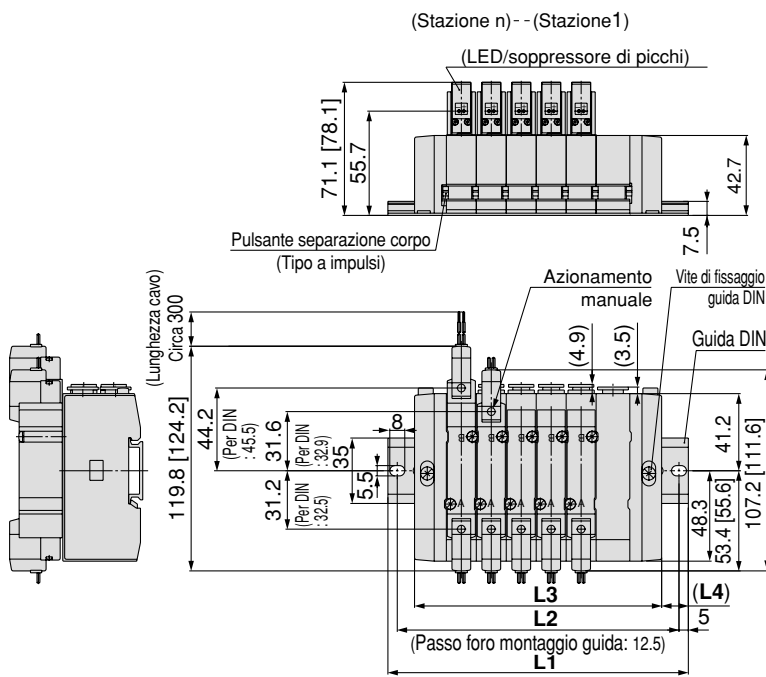 (Stazione n)--(Stazione1)
(LED/soppressore di picchi)
71.1 [78.1]
55.7
42.7
7.5
Pulsante separazione corpo
(Tipo a impulsi)
Azionamento
manuale
Vite di fissaggio
guida DIN
Guida DIN
(Lunghezza cavo)
Circa 300
(4.9)
(3.5)
119.8 [124.2]
44.2
(Per DIN
: 45.5)
31.6
(Per DIN
: 32.9)
8
35
5.5
31.2
(Per DIN
: 32.5)
B B B B B
A A A A A
41.2
107.2 [111.6]
48.3
53.4 [55.6]
L3
(L4)
L2
5
(Passo foro montaggio guida: 12.5)
L1